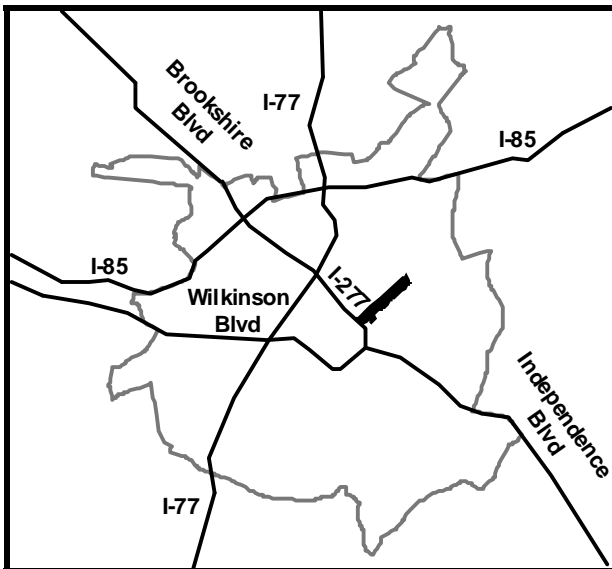 Brookshire
Blvd
I-77
I-85
I-85
I-277
Wilkinson
Blvd
Independence
Blvd
I-77